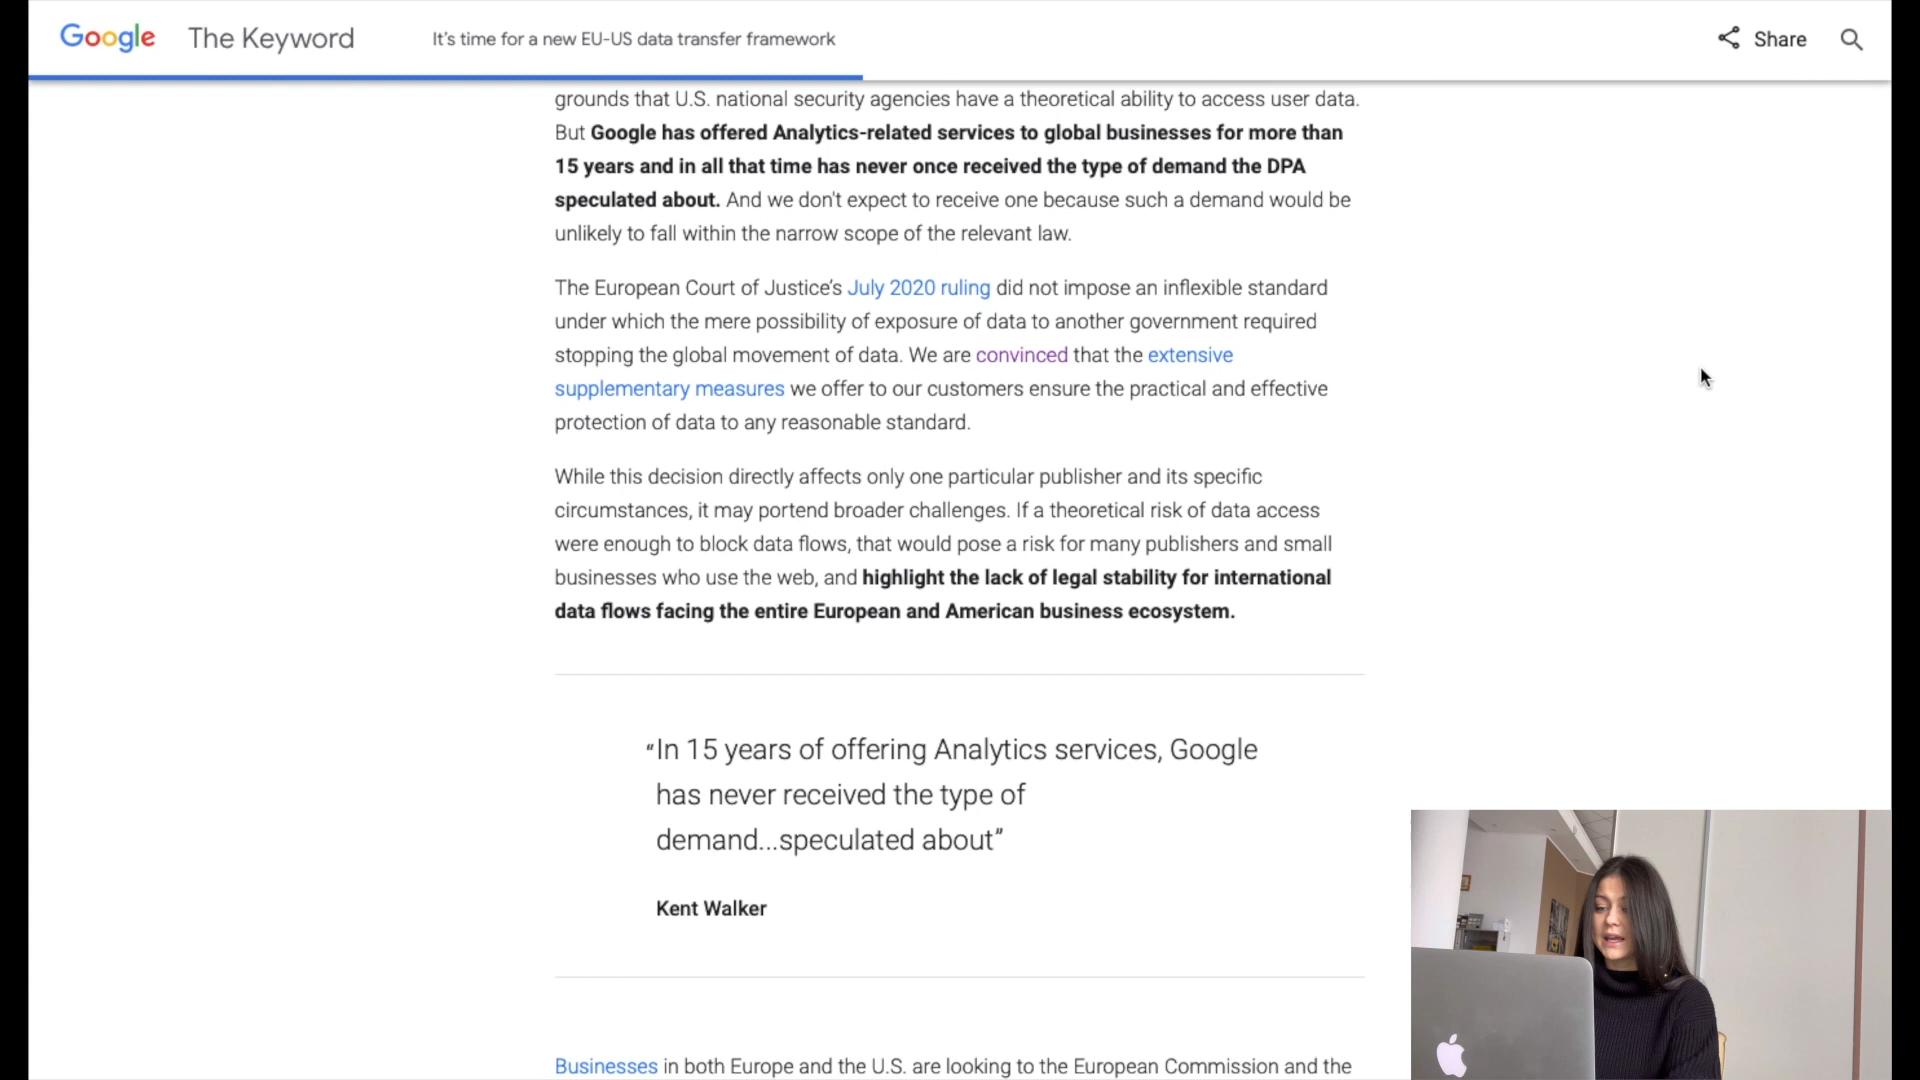 Google The Keyword It's time for a new EU-US data transfer framework Share
grounds that U.S. national security agencies have a theoretical ability to access user data.
But Google has offered Analytics-related services to global businesses for more than
15 years and in all that time has never once received the type of demand the DPA
speculated about. And we don't expect to receive one because such a demand would be
unlikely to fall within the narrow scope of the relevant law.
The European Court of Justice’s July 2020 ruling did not impose an inflexible standard
under which the mere possibility of exposure of data to another government required
stopping the global movement of data. We are convinced that the extensive
supplementary measures we offer to our customers ensure the practical and effective
protection of data to any reasonable standard.
While this decision directly affects only one particular publisher and its specific
circumstances, it may portend broader challenges. If a theoretical risk of data access
were enough to block data flows, that would pose a risk for many publishers and small
businesses who use the web, and highlight the lack of legal stability for international
data flows facing the entire European and American business ecosystem.
“In 15 years of offering Analytics services, Google
has never received the type of
demand...speculated about”
Kent Walker
Businesses in both Europe and the U.S. are looking to the European Commission and the